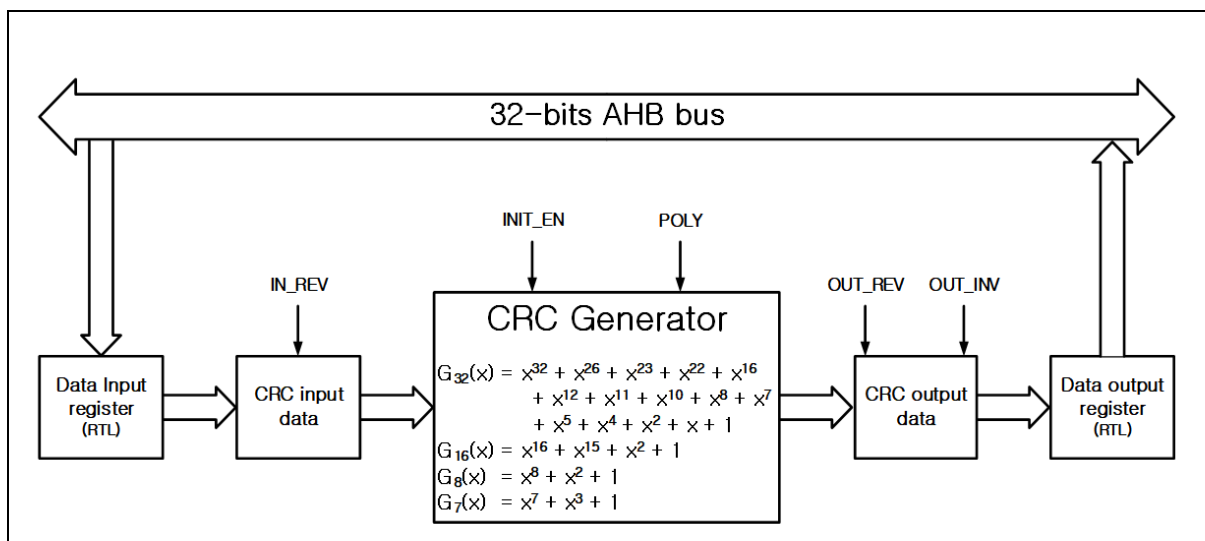 32-bits AHB bus
INIT_EN
POLY
IN_REV
OUT_REV
OUT_INV
Data Input
register
(RTL)
CRC input
data
CRC Generator
G₃₂(x) = x³² + x²⁶ + x²³ + x²² + x¹⁶
+ x¹² + x¹¹ + x¹⁰ + x⁸ + x⁷
+ x⁵ + x⁴ + x² + x + 1
G₁₆(x) = x¹⁶ + x¹⁵ + x² + 1
G₈(x) = x⁸ + x² + 1
G₇(x) = x⁷ + x³ + 1
CRC output
data
Data output
register
(RTL)